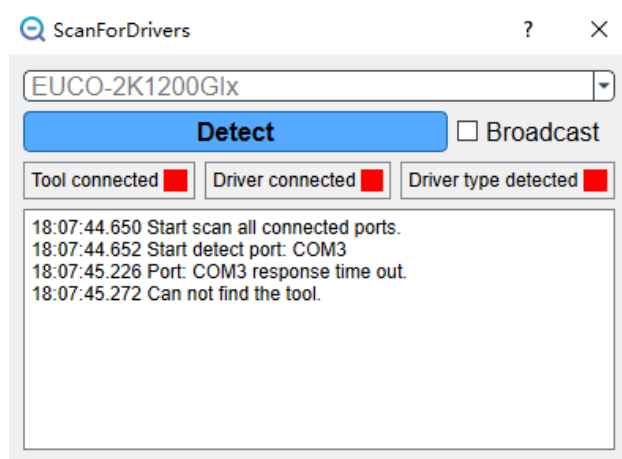 ScanForDrivers ?
EUCO-2K1200GIx
Detect Broadcast
Tool connected Driver connected Driver type detected
18:07:44.650 Start scan all connected ports.
18:07:44.652 Start detect port: COM3
18:07:45.226 Port: COM3 response time out.
18:07:45.272 Can not find the tool.